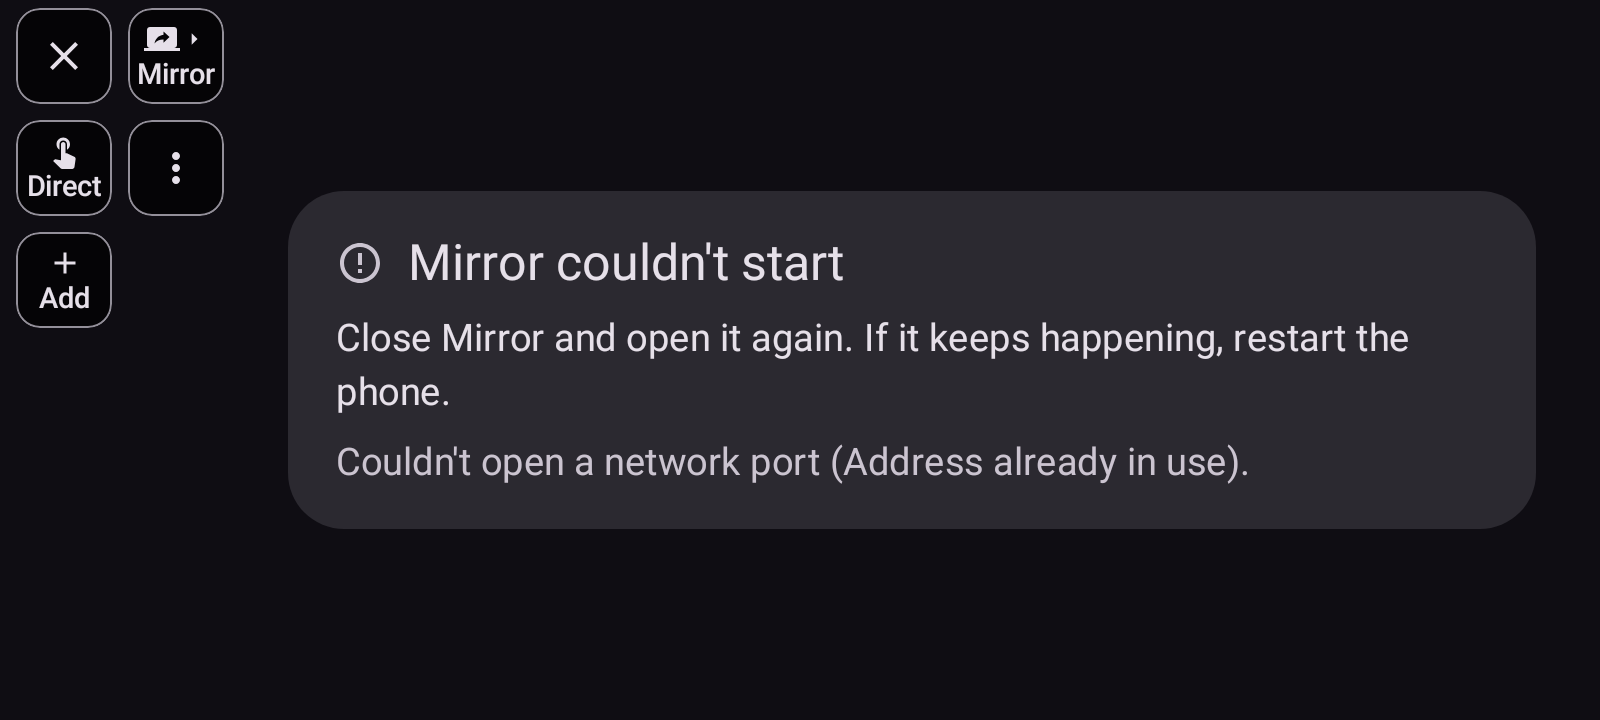 Mirror
Direct
Add
Mirror couldn't start
Close Mirror and open it again. If it keeps happening, restart the
phone.
Couldn't open a network port (Address already in use).